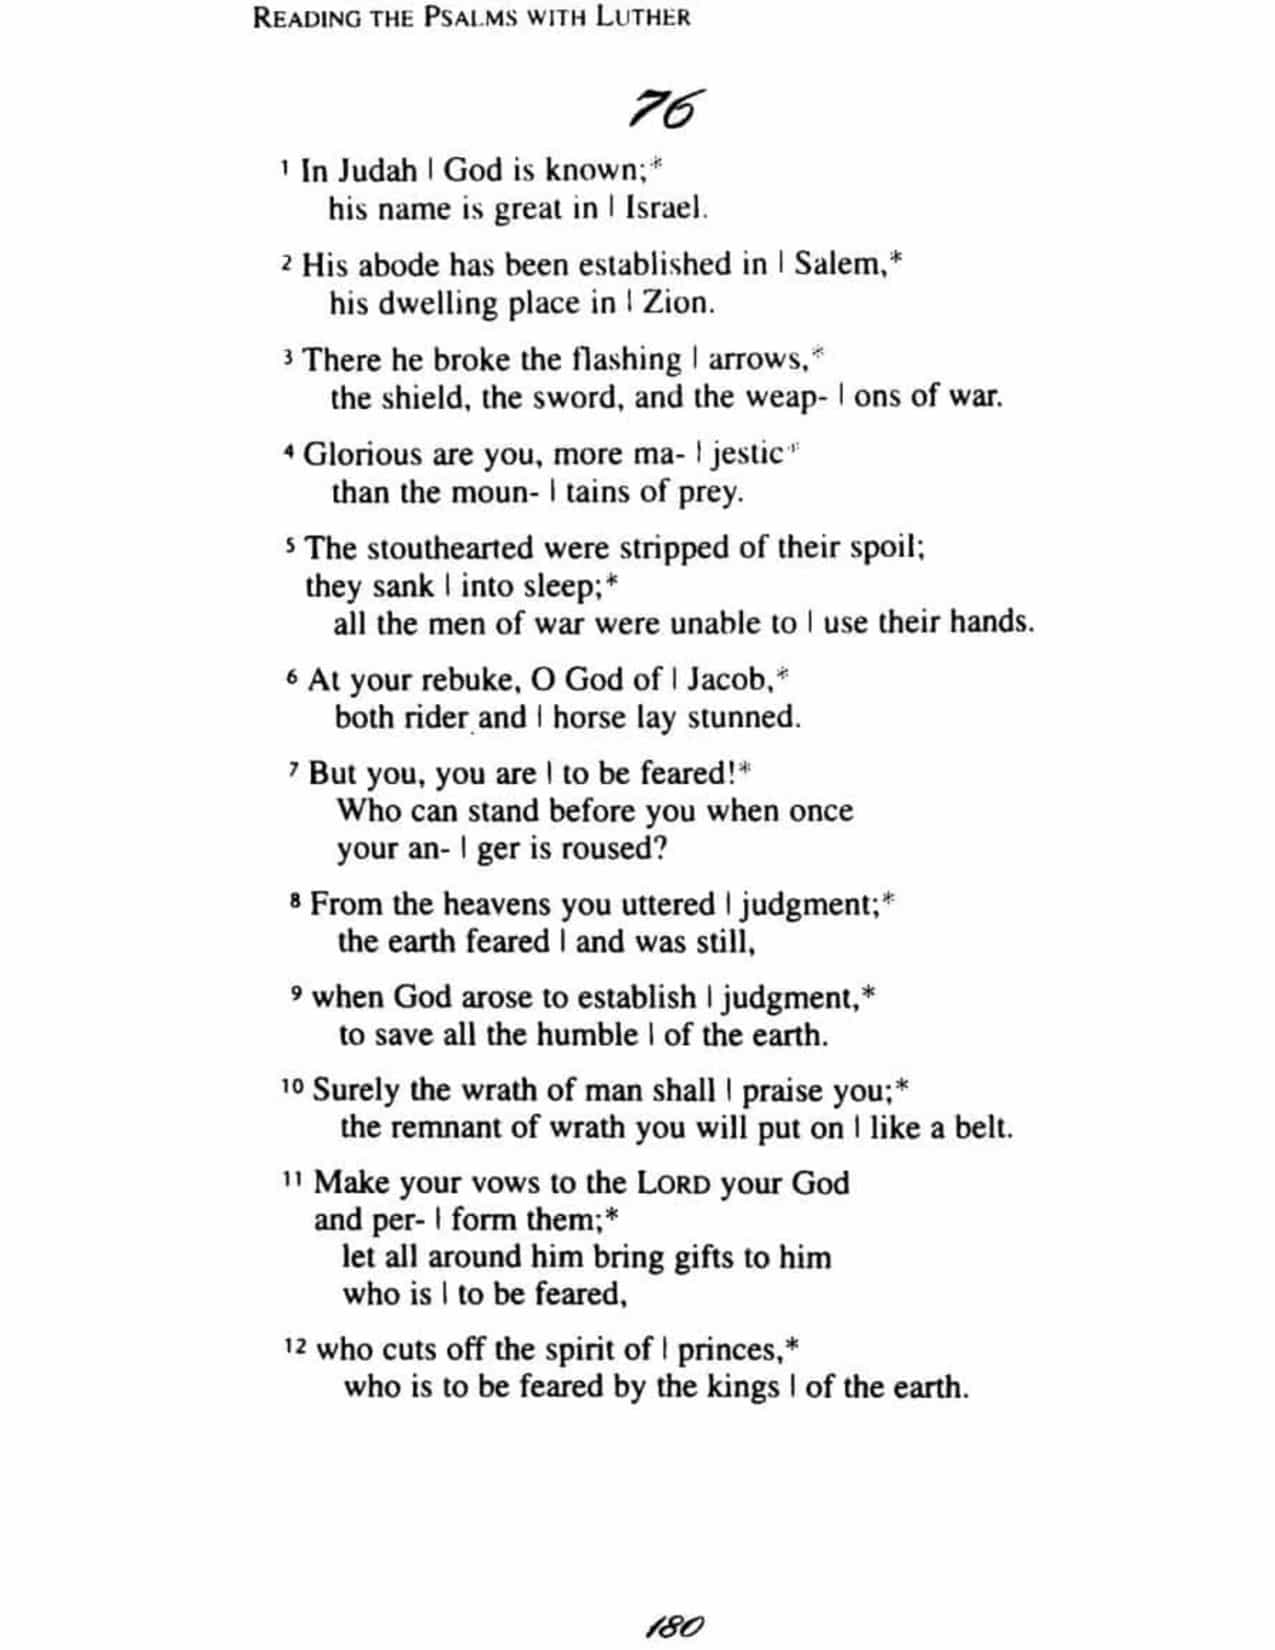 READING THE PSALMS WITH LUTHER
76
1 In Judah | God is known;*
his name is great in | Israel.
2 His abode has been established in | Salem,*
his dwelling place in | Zion.
3 There he broke the flashing | arrows,*
the shield, the sword, and the weap- | ons of war.
4 Glorious are you, more ma- | jestic*
than the moun- | tains of prey.
5 The stouthearted were stripped of their spoil;
they sank | into sleep;*
all the men of war were unable to | use their hands.
6 At your rebuke, O God of | Jacob,*
both rider and | horse lay stunned.
7 But you, you are | to be feared!*
Who can stand before you when once
your an- | ger is roused?
8 From the heavens you uttered | judgment;*
the earth feared | and was still,
9 when God arose to establish | judgment,*
to save all the humble | of the earth.
10 Surely the wrath of man shall | praise you;*
the remnant of wrath you will put on | like a belt.
11 Make your vows to the LORD your God
and per- | form them;*
let all around him bring gifts to him
who is | to be feared,
12 who cuts off the spirit of | princes,*
who is to be feared by the kings | of the earth.
180